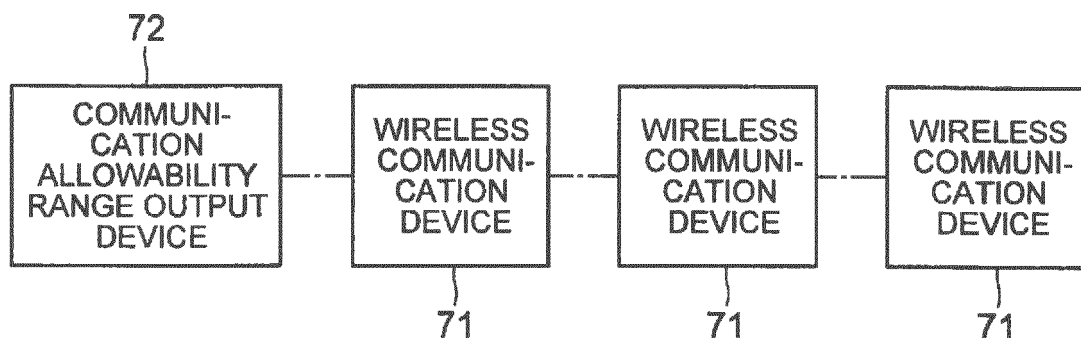 72
COMMUNI-
CATION
ALLOWABILITY
RANGE OUTPUT
DEVICE
WIRELESS
COMMUNI-
CATION
DEVICE
71
WIRELESS
COMMUNI-
CATION
DEVICE
71
WIRELESS
COMMUNI-
CATION
DEVICE
71